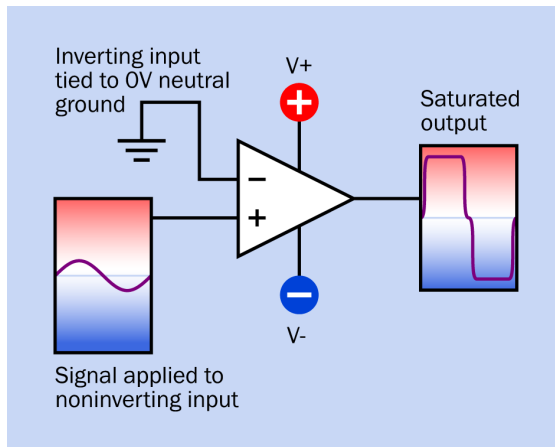 Inverting input
tied to 0V neutral
ground
V+
+
Saturated
output
−
+
−
V-
Signal applied to
noninverting input